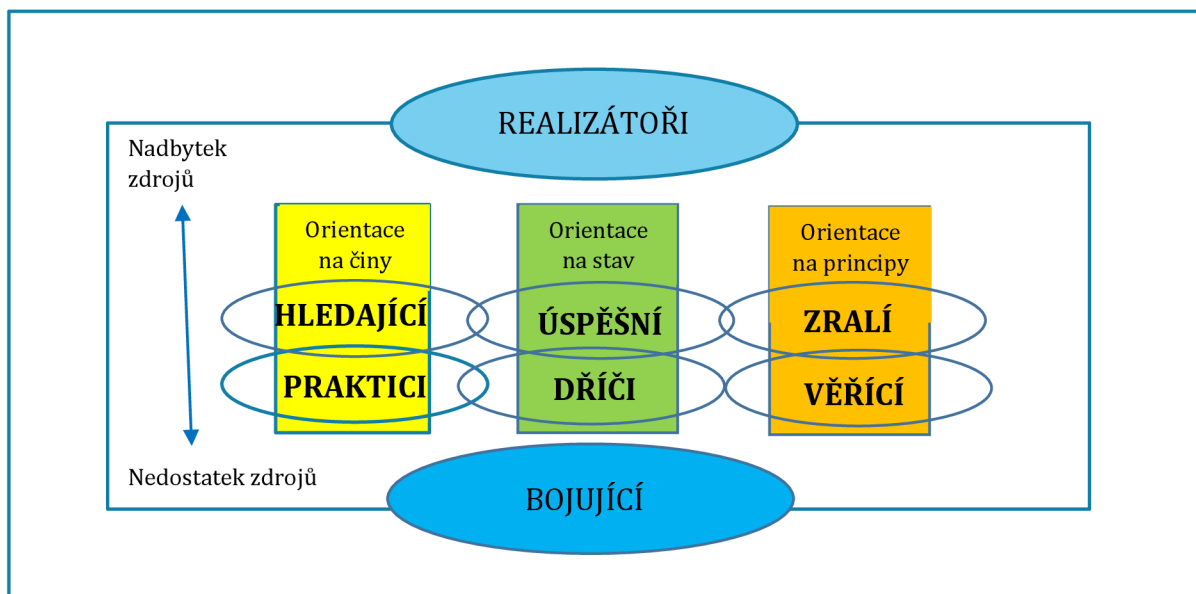 REALIZÁTOŘI
Nadbytek
zdrojů
Orientace
na činy
Orientace
na stav
Orientace
na principy
HLEDAJÍCÍ
ÚSPĚŠNÍ
ZRALÍ
PRAKTICI
DŘÍČI
VĚŘÍCÍ
Nedostatek zdrojů
BOJUJÍCÍ